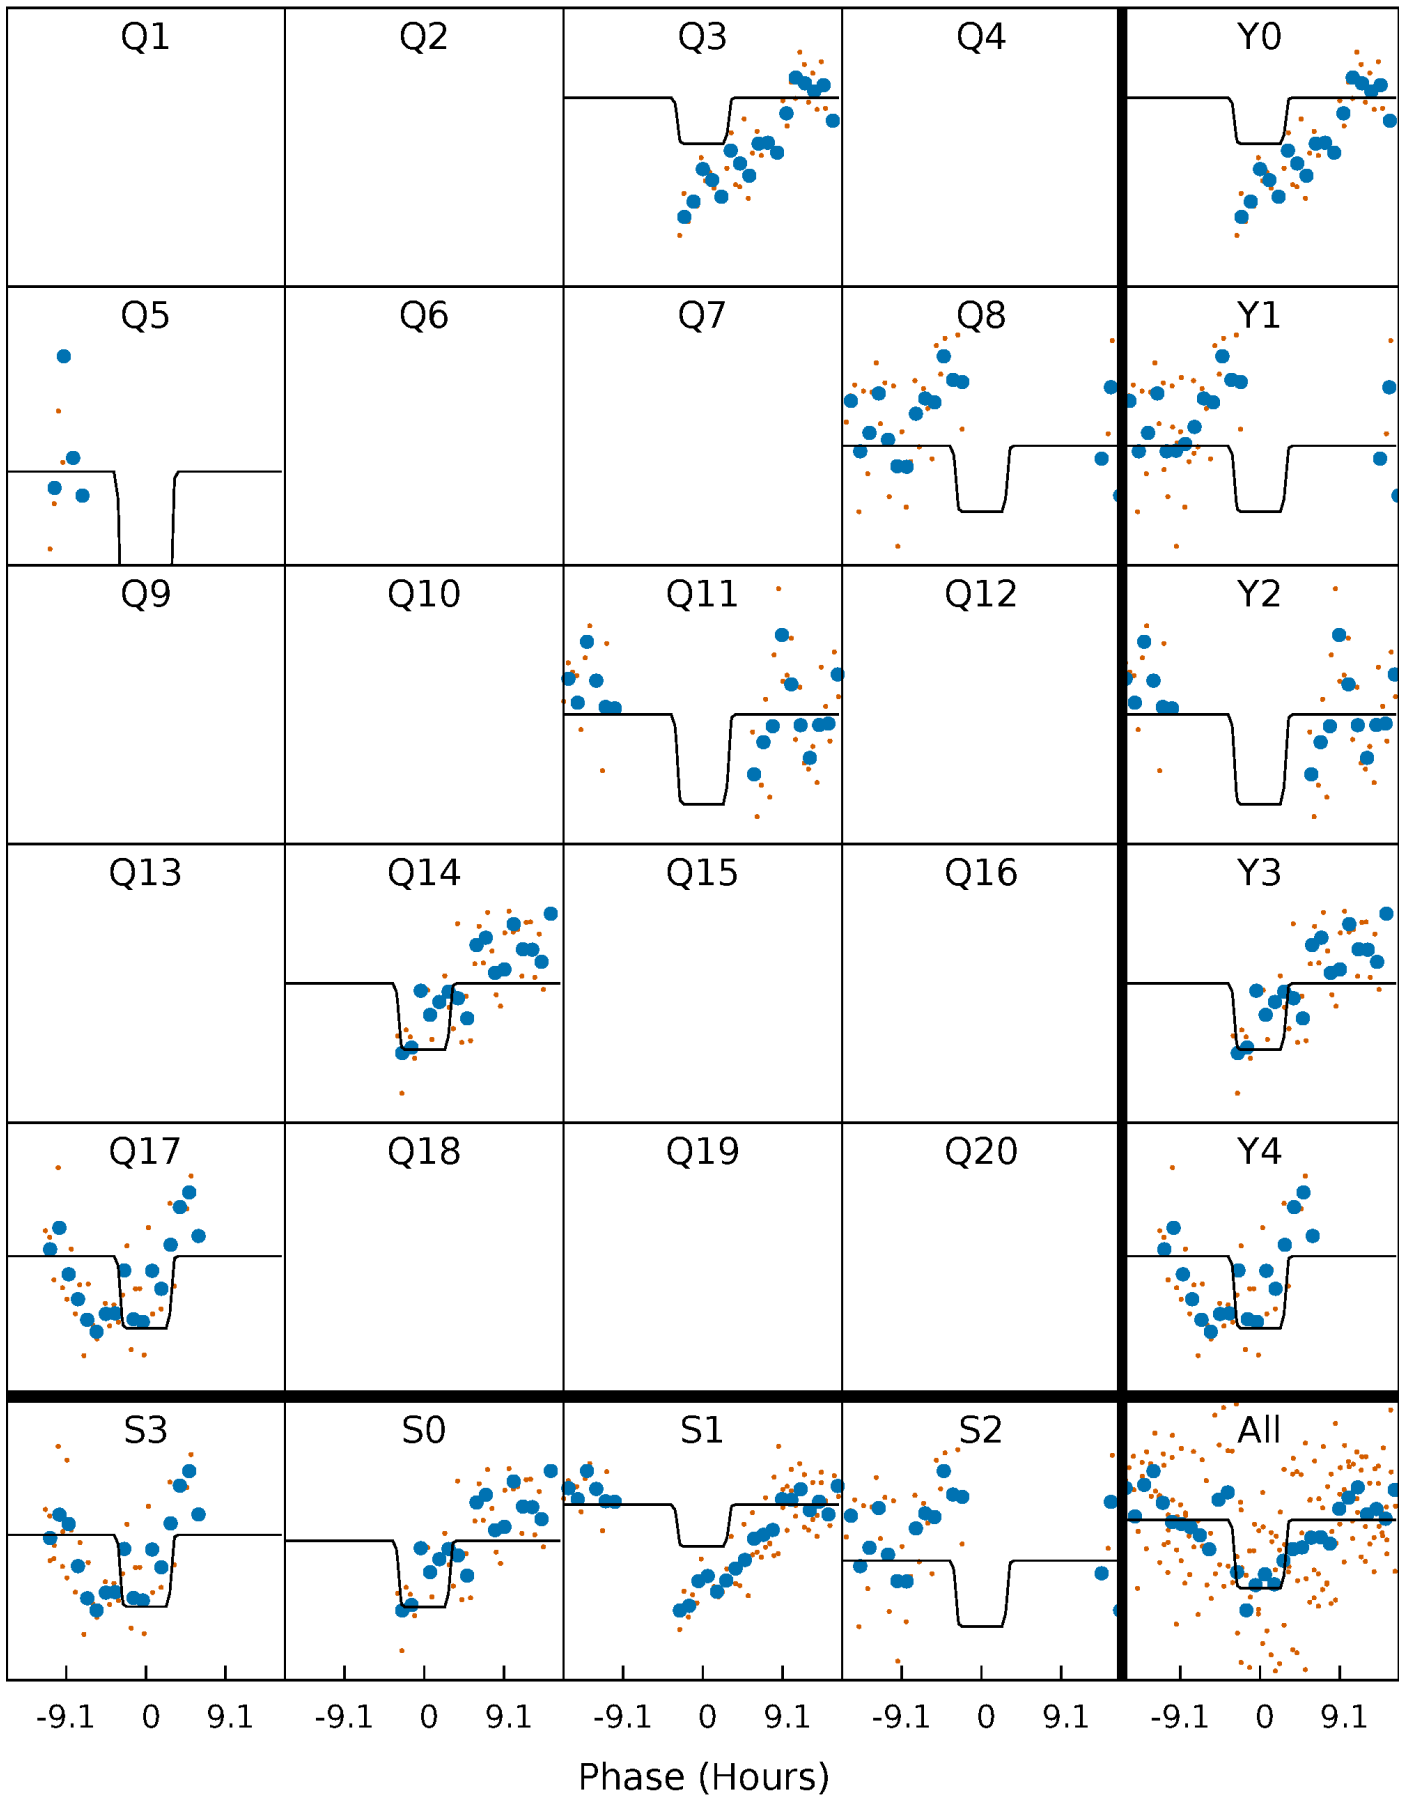 Q1 Q2 Q3 Q4 Y0
Q5 Q6 Q7 Q8 Y1
Q9 Q10 Q11 Q12 Y2
Q13 Q14 Q15 Q16 Y3
Q17 Q18 Q19 Q20 Y4
S3 S0 S1 S2 All
-9.1 0 9.1 -9.1 0 9.1 -9.1 0 9.1 -9.1 0 9.1 -9.1 0 9.1
Phase (Hours)